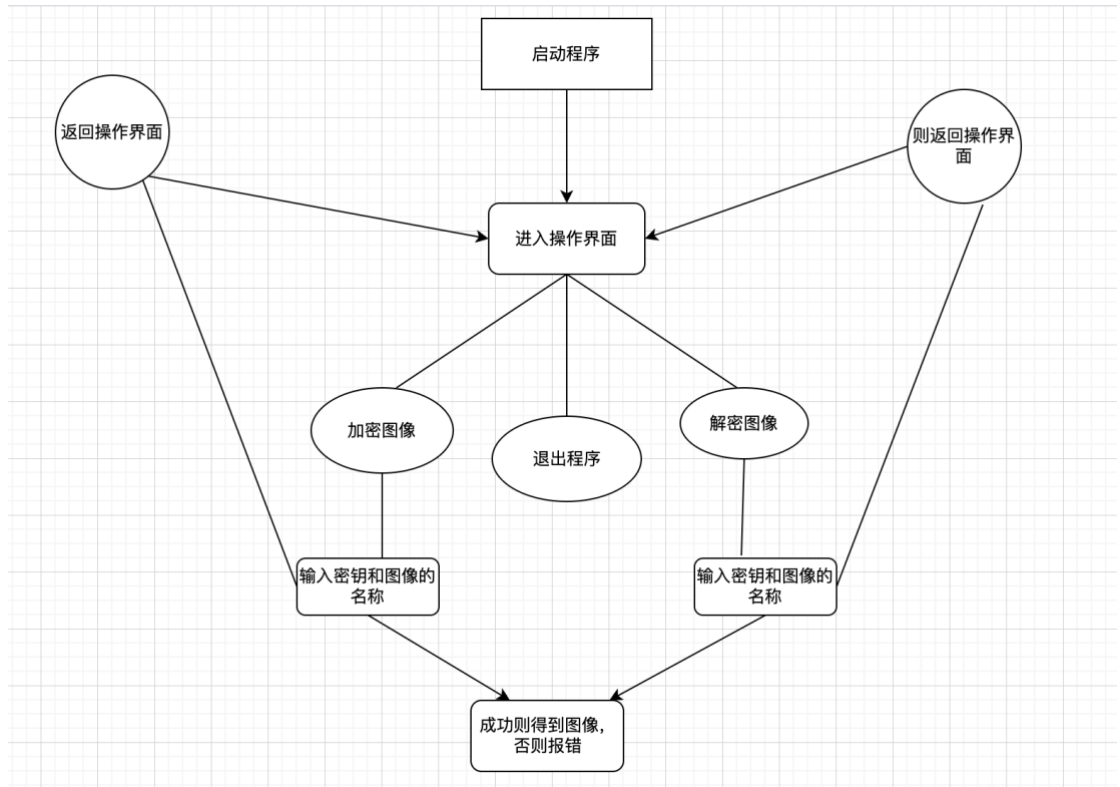 启动程序
返回操作界面
则返回操作界
面
进入操作界面
加密图像
退出程序
解密图像
输入密钥和图像的
名称
输入密钥和图像的
名称
成功则得到图像，
否则报错